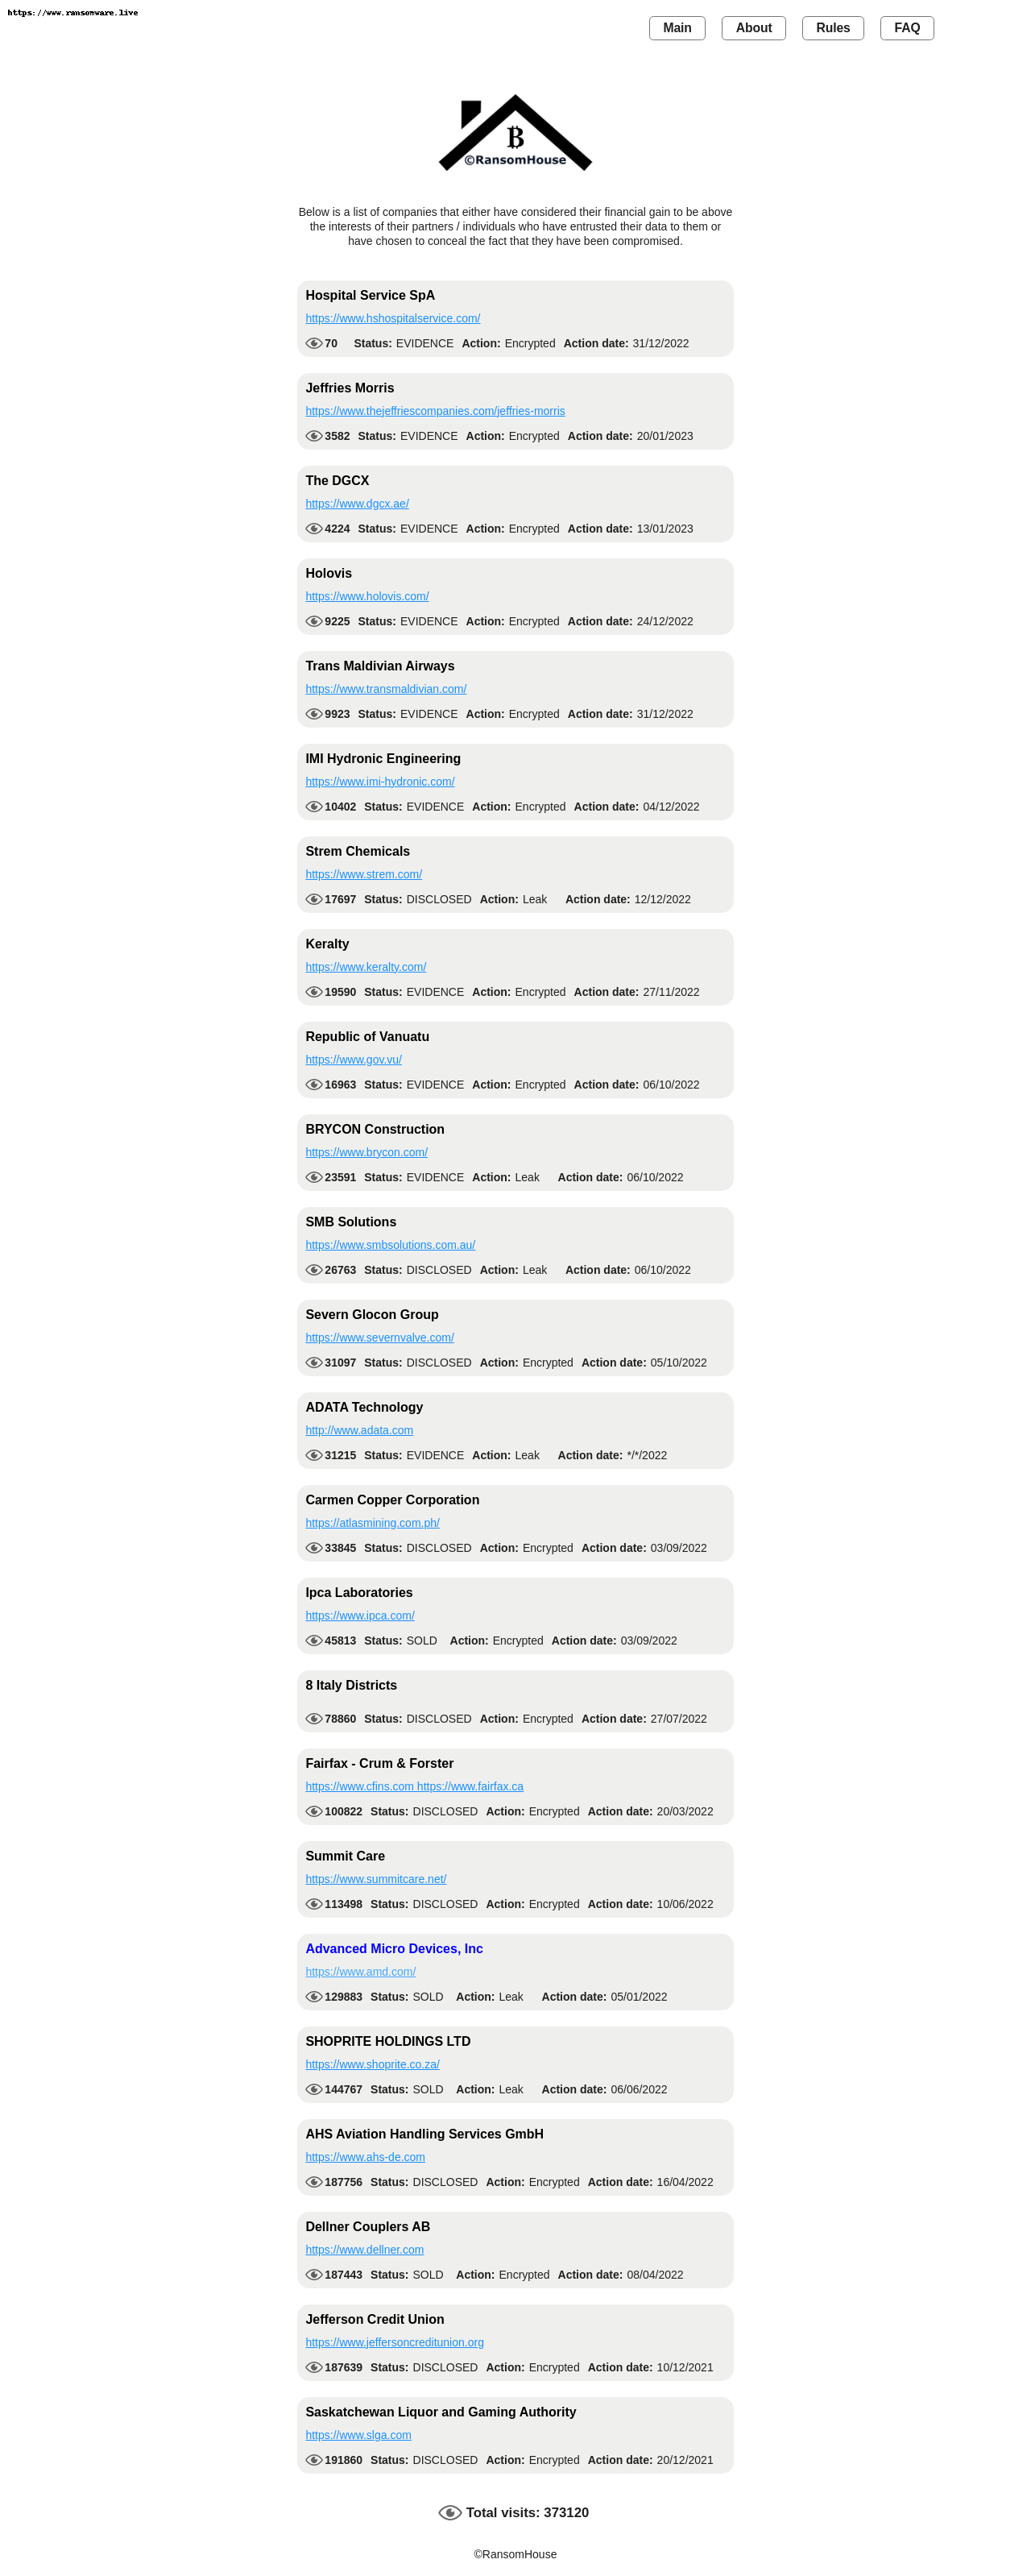 https://www.ransomware.live
Main About Rules FAQ
₿
©RansomHouse
Below is a list of companies that either have considered their financial gain to be above
the interests of their partners / individuals who have entrusted their data to them or
have chosen to conceal the fact that they have been compromised.
Hospital Service SpA
https://www.hshospitalservice.com/
70 Status: EVIDENCE Action: Encrypted Action date: 31/12/2022
Jeffries Morris
https://www.thejeffriescompanies.com/jeffries-morris
3582 Status: EVIDENCE Action: Encrypted Action date: 20/01/2023
The DGCX
https://www.dgcx.ae/
4224 Status: EVIDENCE Action: Encrypted Action date: 13/01/2023
Holovis
https://www.holovis.com/
9225 Status: EVIDENCE Action: Encrypted Action date: 24/12/2022
Trans Maldivian Airways
https://www.transmaldivian.com/
9923 Status: EVIDENCE Action: Encrypted Action date: 31/12/2022
IMI Hydronic Engineering
https://www.imi-hydronic.com/
10402 Status: EVIDENCE Action: Encrypted Action date: 04/12/2022
Strem Chemicals
https://www.strem.com/
17697 Status: DISCLOSED Action: Leak Action date: 12/12/2022
Keralty
https://www.keralty.com/
19590 Status: EVIDENCE Action: Encrypted Action date: 27/11/2022
Republic of Vanuatu
https://www.gov.vu/
16963 Status: EVIDENCE Action: Encrypted Action date: 06/10/2022
BRYCON Construction
https://www.brycon.com/
23591 Status: EVIDENCE Action: Leak Action date: 06/10/2022
SMB Solutions
https://www.smbsolutions.com.au/
26763 Status: DISCLOSED Action: Leak Action date: 06/10/2022
Severn Glocon Group
https://www.severnvalve.com/
31097 Status: DISCLOSED Action: Encrypted Action date: 05/10/2022
ADATA Technology
http://www.adata.com
31215 Status: EVIDENCE Action: Leak Action date: */*/2022
Carmen Copper Corporation
https://atlasmining.com.ph/
33845 Status: DISCLOSED Action: Encrypted Action date: 03/09/2022
Ipca Laboratories
https://www.ipca.com/
45813 Status: SOLD Action: Encrypted Action date: 03/09/2022
8 Italy Districts
78860 Status: DISCLOSED Action: Encrypted Action date: 27/07/2022
Fairfax - Crum & Forster
https://www.cfins.com https://www.fairfax.ca
100822 Status: DISCLOSED Action: Encrypted Action date: 20/03/2022
Summit Care
https://www.summitcare.net/
113498 Status: DISCLOSED Action: Encrypted Action date: 10/06/2022
Advanced Micro Devices, Inc
https://www.amd.com/
129883 Status: SOLD Action: Leak Action date: 05/01/2022
SHOPRITE HOLDINGS LTD
https://www.shoprite.co.za/
144767 Status: SOLD Action: Leak Action date: 06/06/2022
AHS Aviation Handling Services GmbH
https://www.ahs-de.com
187756 Status: DISCLOSED Action: Encrypted Action date: 16/04/2022
Dellner Couplers AB
https://www.dellner.com
187443 Status: SOLD Action: Encrypted Action date: 08/04/2022
Jefferson Credit Union
https://www.jeffersoncreditunion.org
187639 Status: DISCLOSED Action: Encrypted Action date: 10/12/2021
Saskatchewan Liquor and Gaming Authority
https://www.slga.com
191860 Status: DISCLOSED Action: Encrypted Action date: 20/12/2021
Total visits: 373120
©RansomHouse